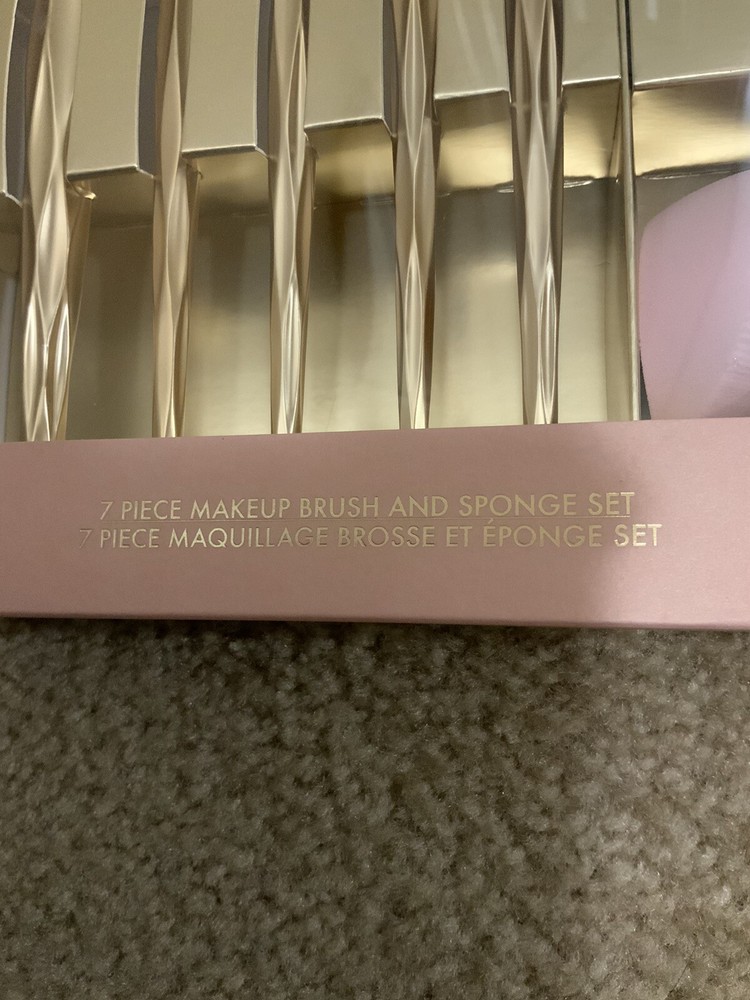 7 PIECE MAKEUP BRUSH AND SPONGE SET
7 PIECE MAQUILLAGE BROSSE ET ÉPONGE SET